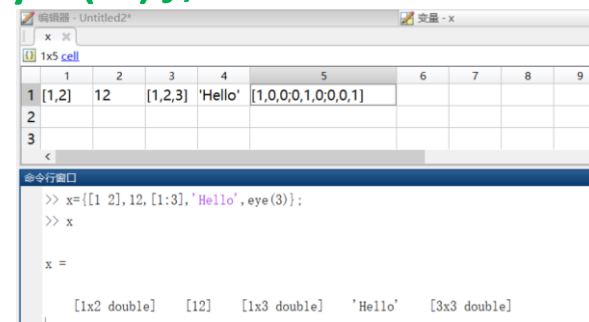 编辑器 - Untitled2*
变量 - x
x
1x5 cell
1 2 3 4 5 6 7 8 9
1 [1,2] 12 [1,2,3] 'Hello' [1,0,0;0,1,0;0,0,1]
2
3
命令行窗口
>> x={[1 2],12,[1:3],'Hello',eye(3)};
>> x
x =
[1x2 double] [12] [1x3 double] 'Hello' [3x3 double]